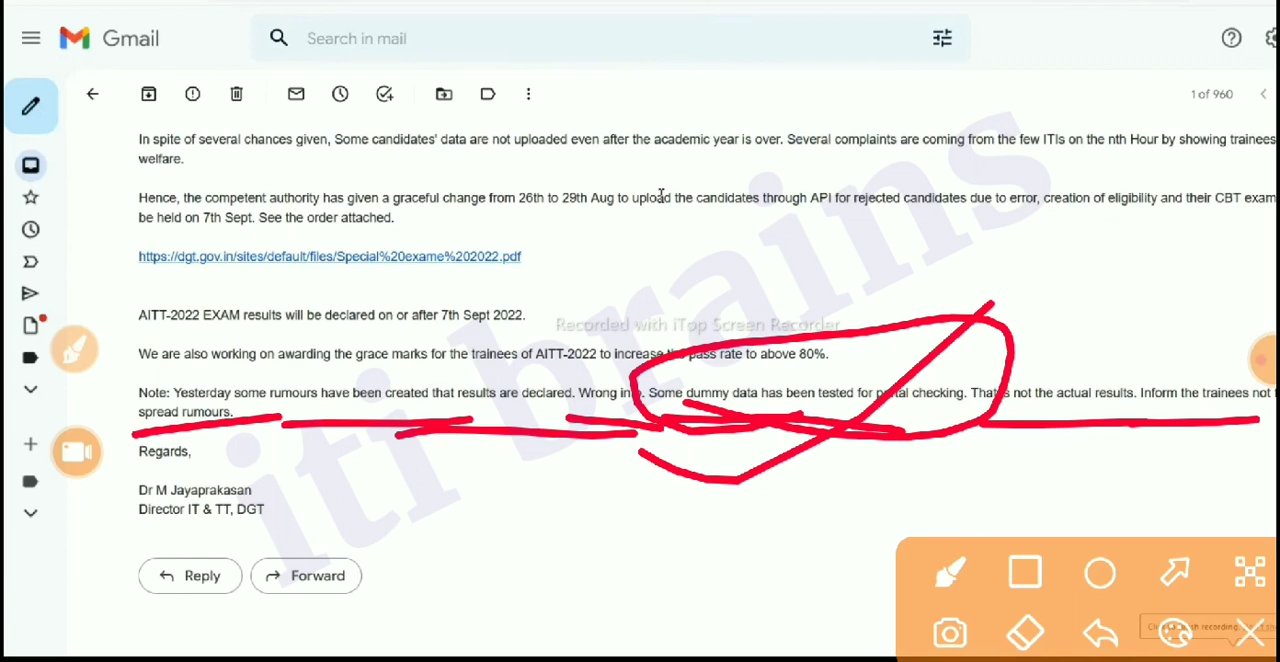 Gmail
Search in mail
1 of 960
In spite of several chances given, Some candidates' data are not uploaded even after the academic year is over. Several complaints are coming from the few ITIs on the nth Hour by showing trainees
welfare.
Hence, the competent authority has given a graceful change from 26th to 29th Aug to upload the candidates through API for rejected candidates due to error, creation of eligibility and their CBT exam
be held on 7th Sept. See the order attached.
https://dgt.gov.in/sites/default/files/Special%20exame%202022.pdf
AITT-2022 EXAM results will be declared on or after 7th Sept 2022.
Recorded with iTop Screen Recorder
We are also working on awarding the grace marks for the trainees of AITT-2022 to increase the pass rate to above 80%.
Note: Yesterday some rumours have been created that results are declared. Wrong info. Some dummy data has been tested for portal checking. That is not the actual results. Inform the trainees not
spread rumours.
Regards,
Dr M Jayaprakasan
Director IT & TT, DGT
Reply
Forward
iti brains